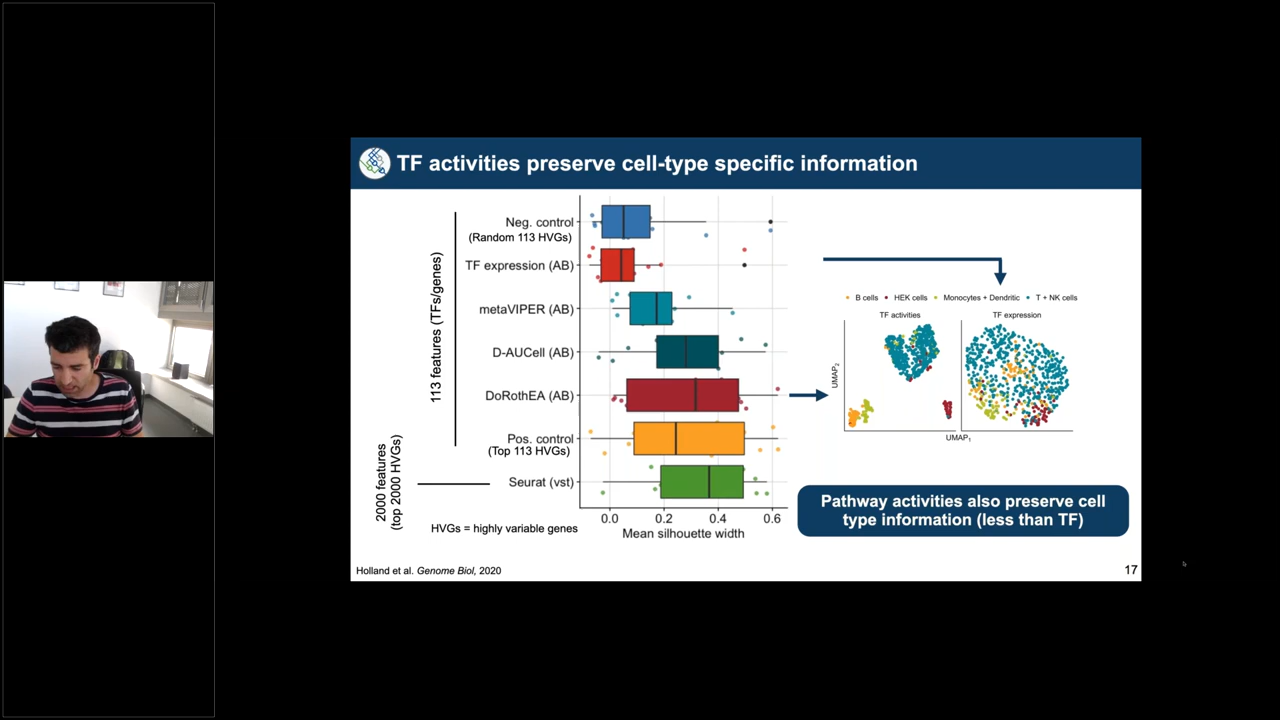 TF activities preserve cell-type specific information
113 features (TFs/genes)
2000 features
(top 2000 HVGs)
Neg. control
(Random 113 HVGs)
TF expression (AB)
metaVIPER (AB)
D-AUCell (AB)
DoRothEA (AB)
Pos. control
(Top 113 HVGs)
Seurat (vst)
HVGs = highly variable genes
0.0 0.2 0.4 0.6
Mean silhouette width
B cells HEK cells Monocytes + Dendritic T + NK cells
TF activities TF expression
UMAP2
UMAP1
Pathway activities also preserve cell
type information (less than TF)
Holland et al. Genome Biol, 2020
17